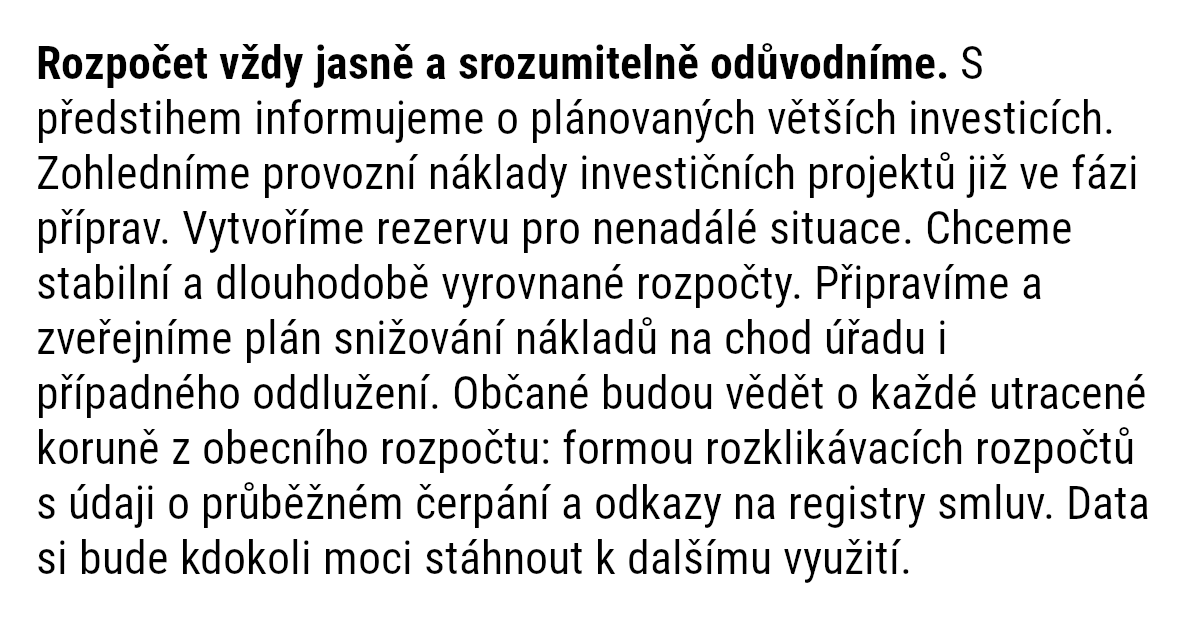 Rozpočet vždy jasně a srozumitelně odůvodníme. S
předstihem informujeme o plánovaných větších investicích.
Zohledníme provozní náklady investičních projektů již ve fázi
příprav. Vytvoříme rezervu pro nenadálé situace. Chceme
stabilní a dlouhodobě vyrovnané rozpočty. Připravíme a
zveřejníme plán snižování nákladů na chod úřadu i
případného oddlužení. Občané budou vědět o každé utracené
koruně z obecního rozpočtu: formou rozklikávacích rozpočtů
s údaji o průběžném čerpání a odkazy na registry smluv. Data
si bude kdokoli moci stáhnout k dalšímu využití.